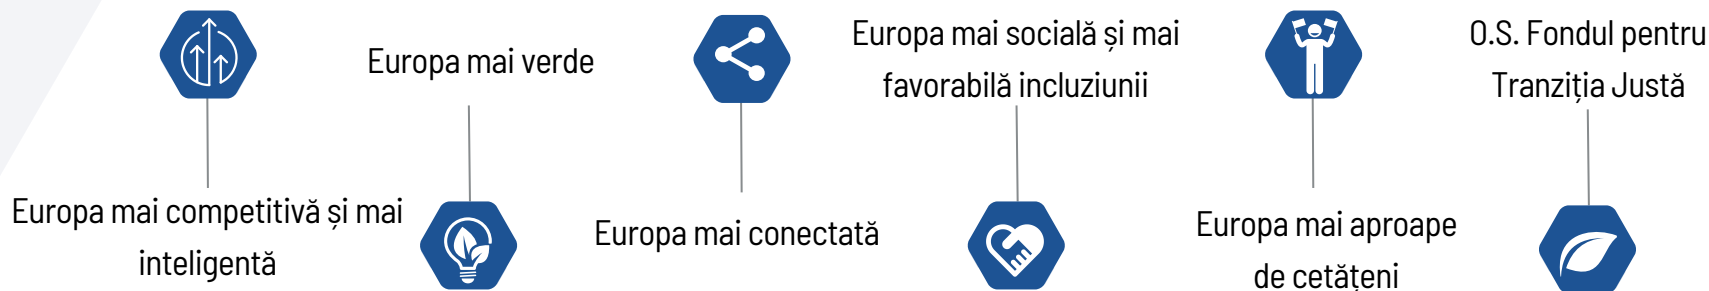 Europa mai competitivă și mai
inteligentă
Europa mai verde
Europa mai conectată
Europa mai socială și mai
favorabilă incluziunii
Europa mai aproape
de cetățeni
O.S. Fondul pentru
Tranziția Justă